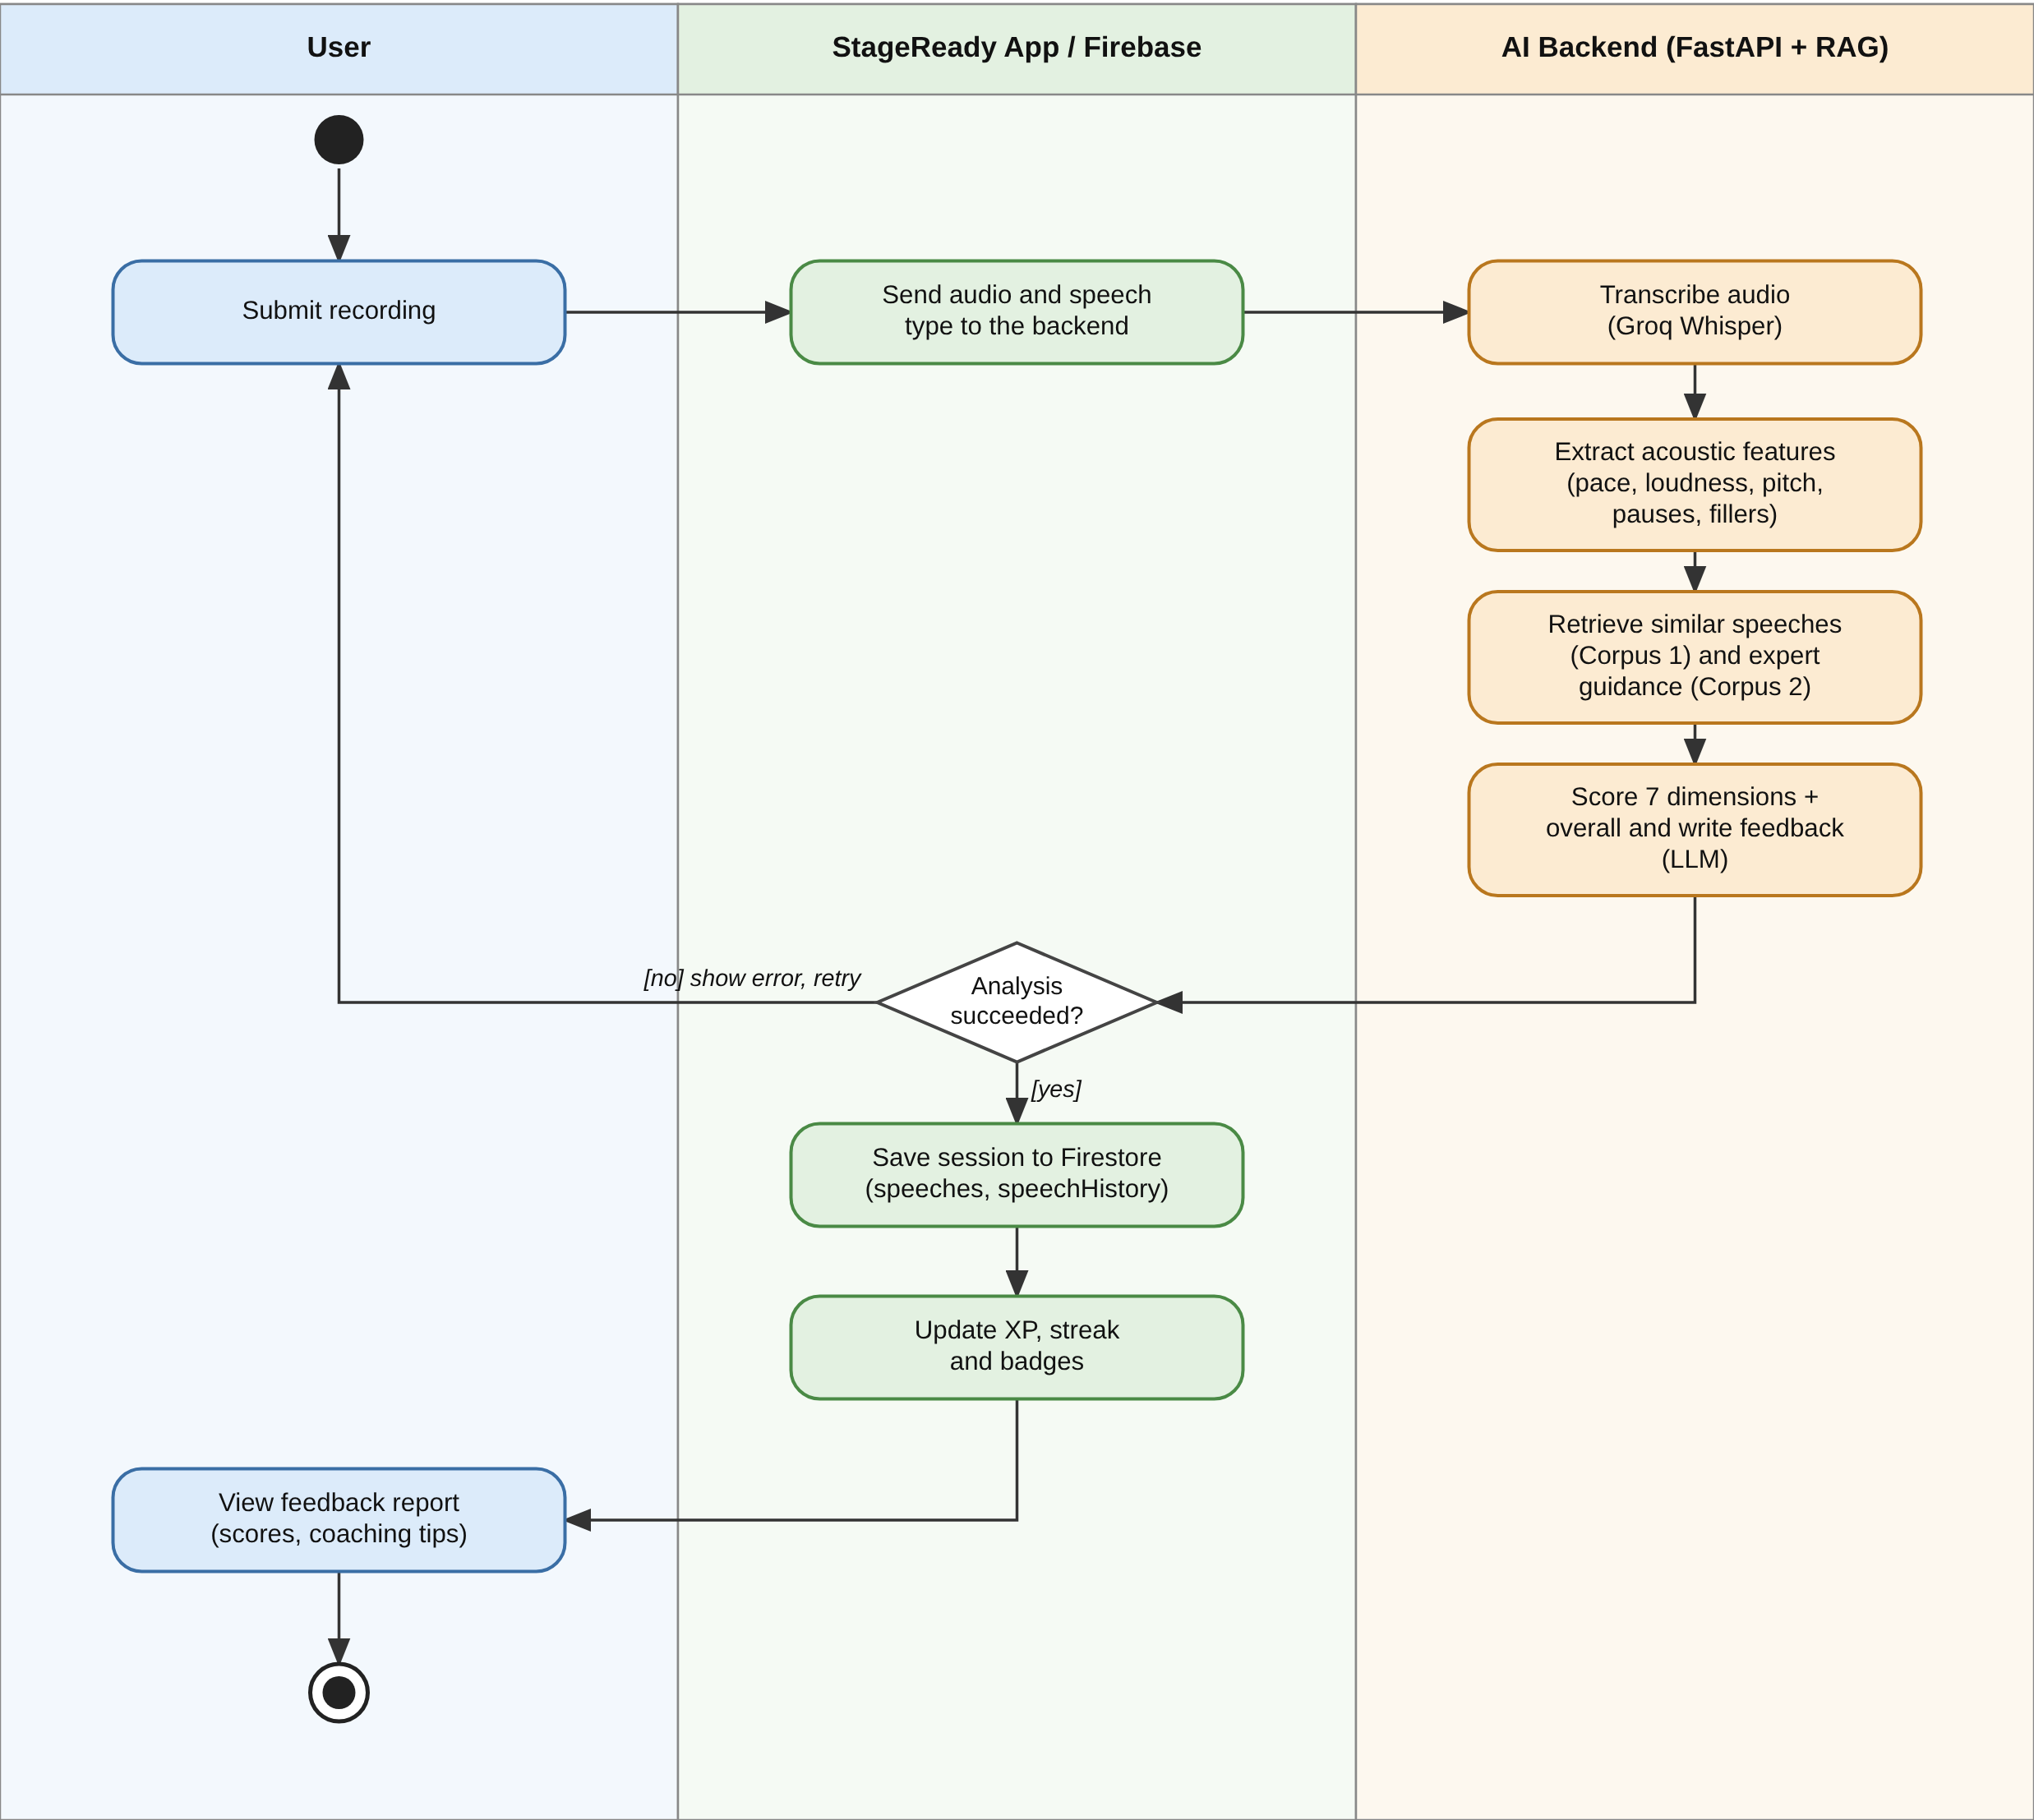 User
StageReady App / Firebase
AI Backend (FastAPI + RAG)
Submit recording
Send audio and speech
type to the backend
Transcribe audio
(Groq Whisper)
Extract acoustic features
(pace, loudness, pitch,
pauses, fillers)
Retrieve similar speeches
(Corpus 1) and expert
guidance (Corpus 2)
Score 7 dimensions +
overall and write feedback
(LLM)
[no] show error, retry
Analysis
succeeded?
[yes]
Save session to Firestore
(speeches, speechHistory)
Update XP, streak
and badges
View feedback report
(scores, coaching tips)